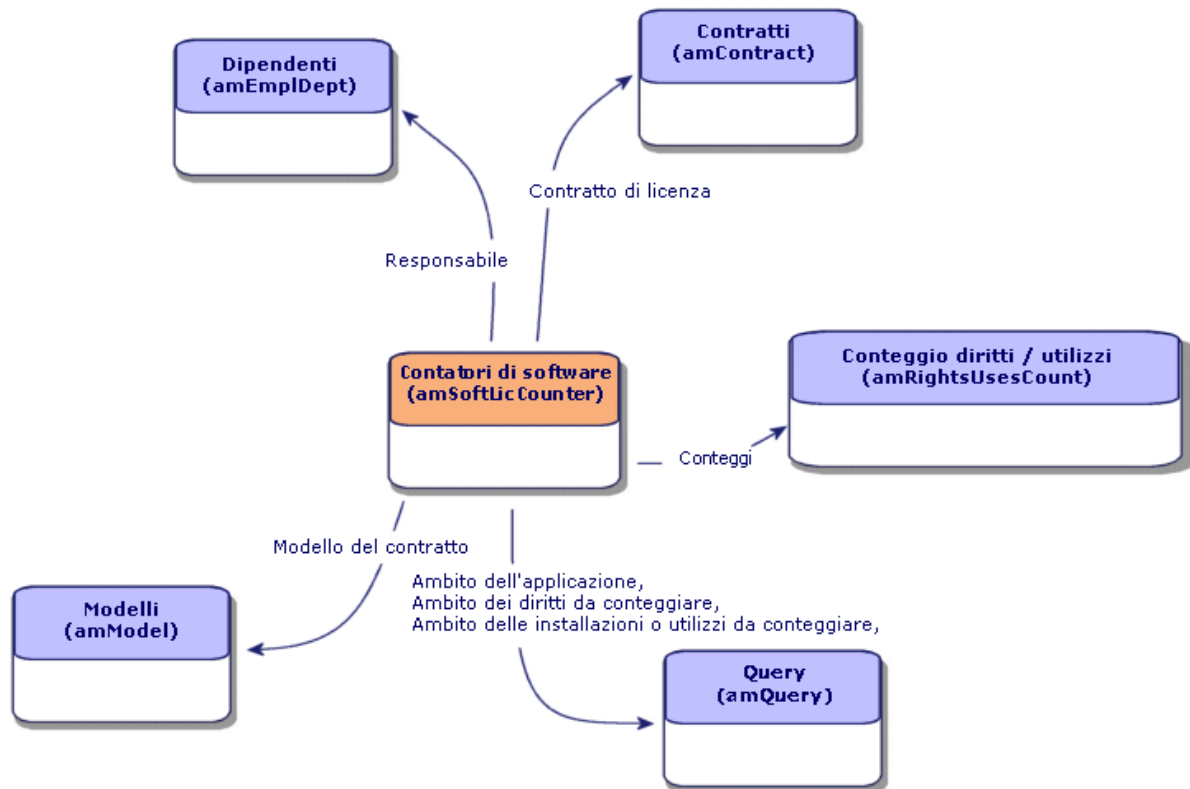 Contratti
(amContract)
Dipendenti
(amEmplDept)
Contratto di licenza
Responsabile
Conteggio diritti / utilizzi
(amRightsUsesCount)
Contatori di software
(amSoftLicCounter)
Conteggi
Modello del contratto
Ambito dell'applicazione,
Ambito dei diritti da conteggiare,
Ambito delle installazioni o utilizzi da conteggiare,
Modelli
(amModel)
Query
(amQuery)